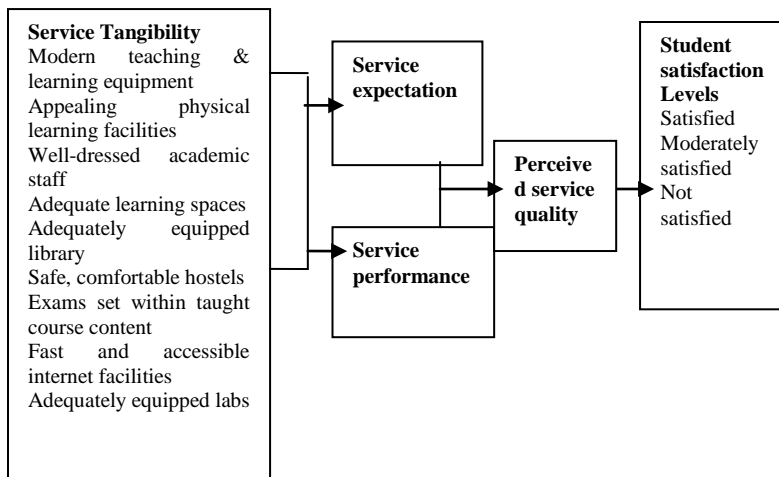 Service Tangibility
Modern teaching &
learning equipment
Appealing physical
learning facilities
Well-dressed academic
staff
Adequate learning spaces
Adequately equipped
library
Safe, comfortable hostels
Exams set within taught
course content
Fast and accessible
internet facilities
Adequately equipped labs
Service
expectation
Service
performance
Perceive
d service
quality
Student
satisfaction
Levels
Satisfied
Moderately
satisfied
Not
satisfied